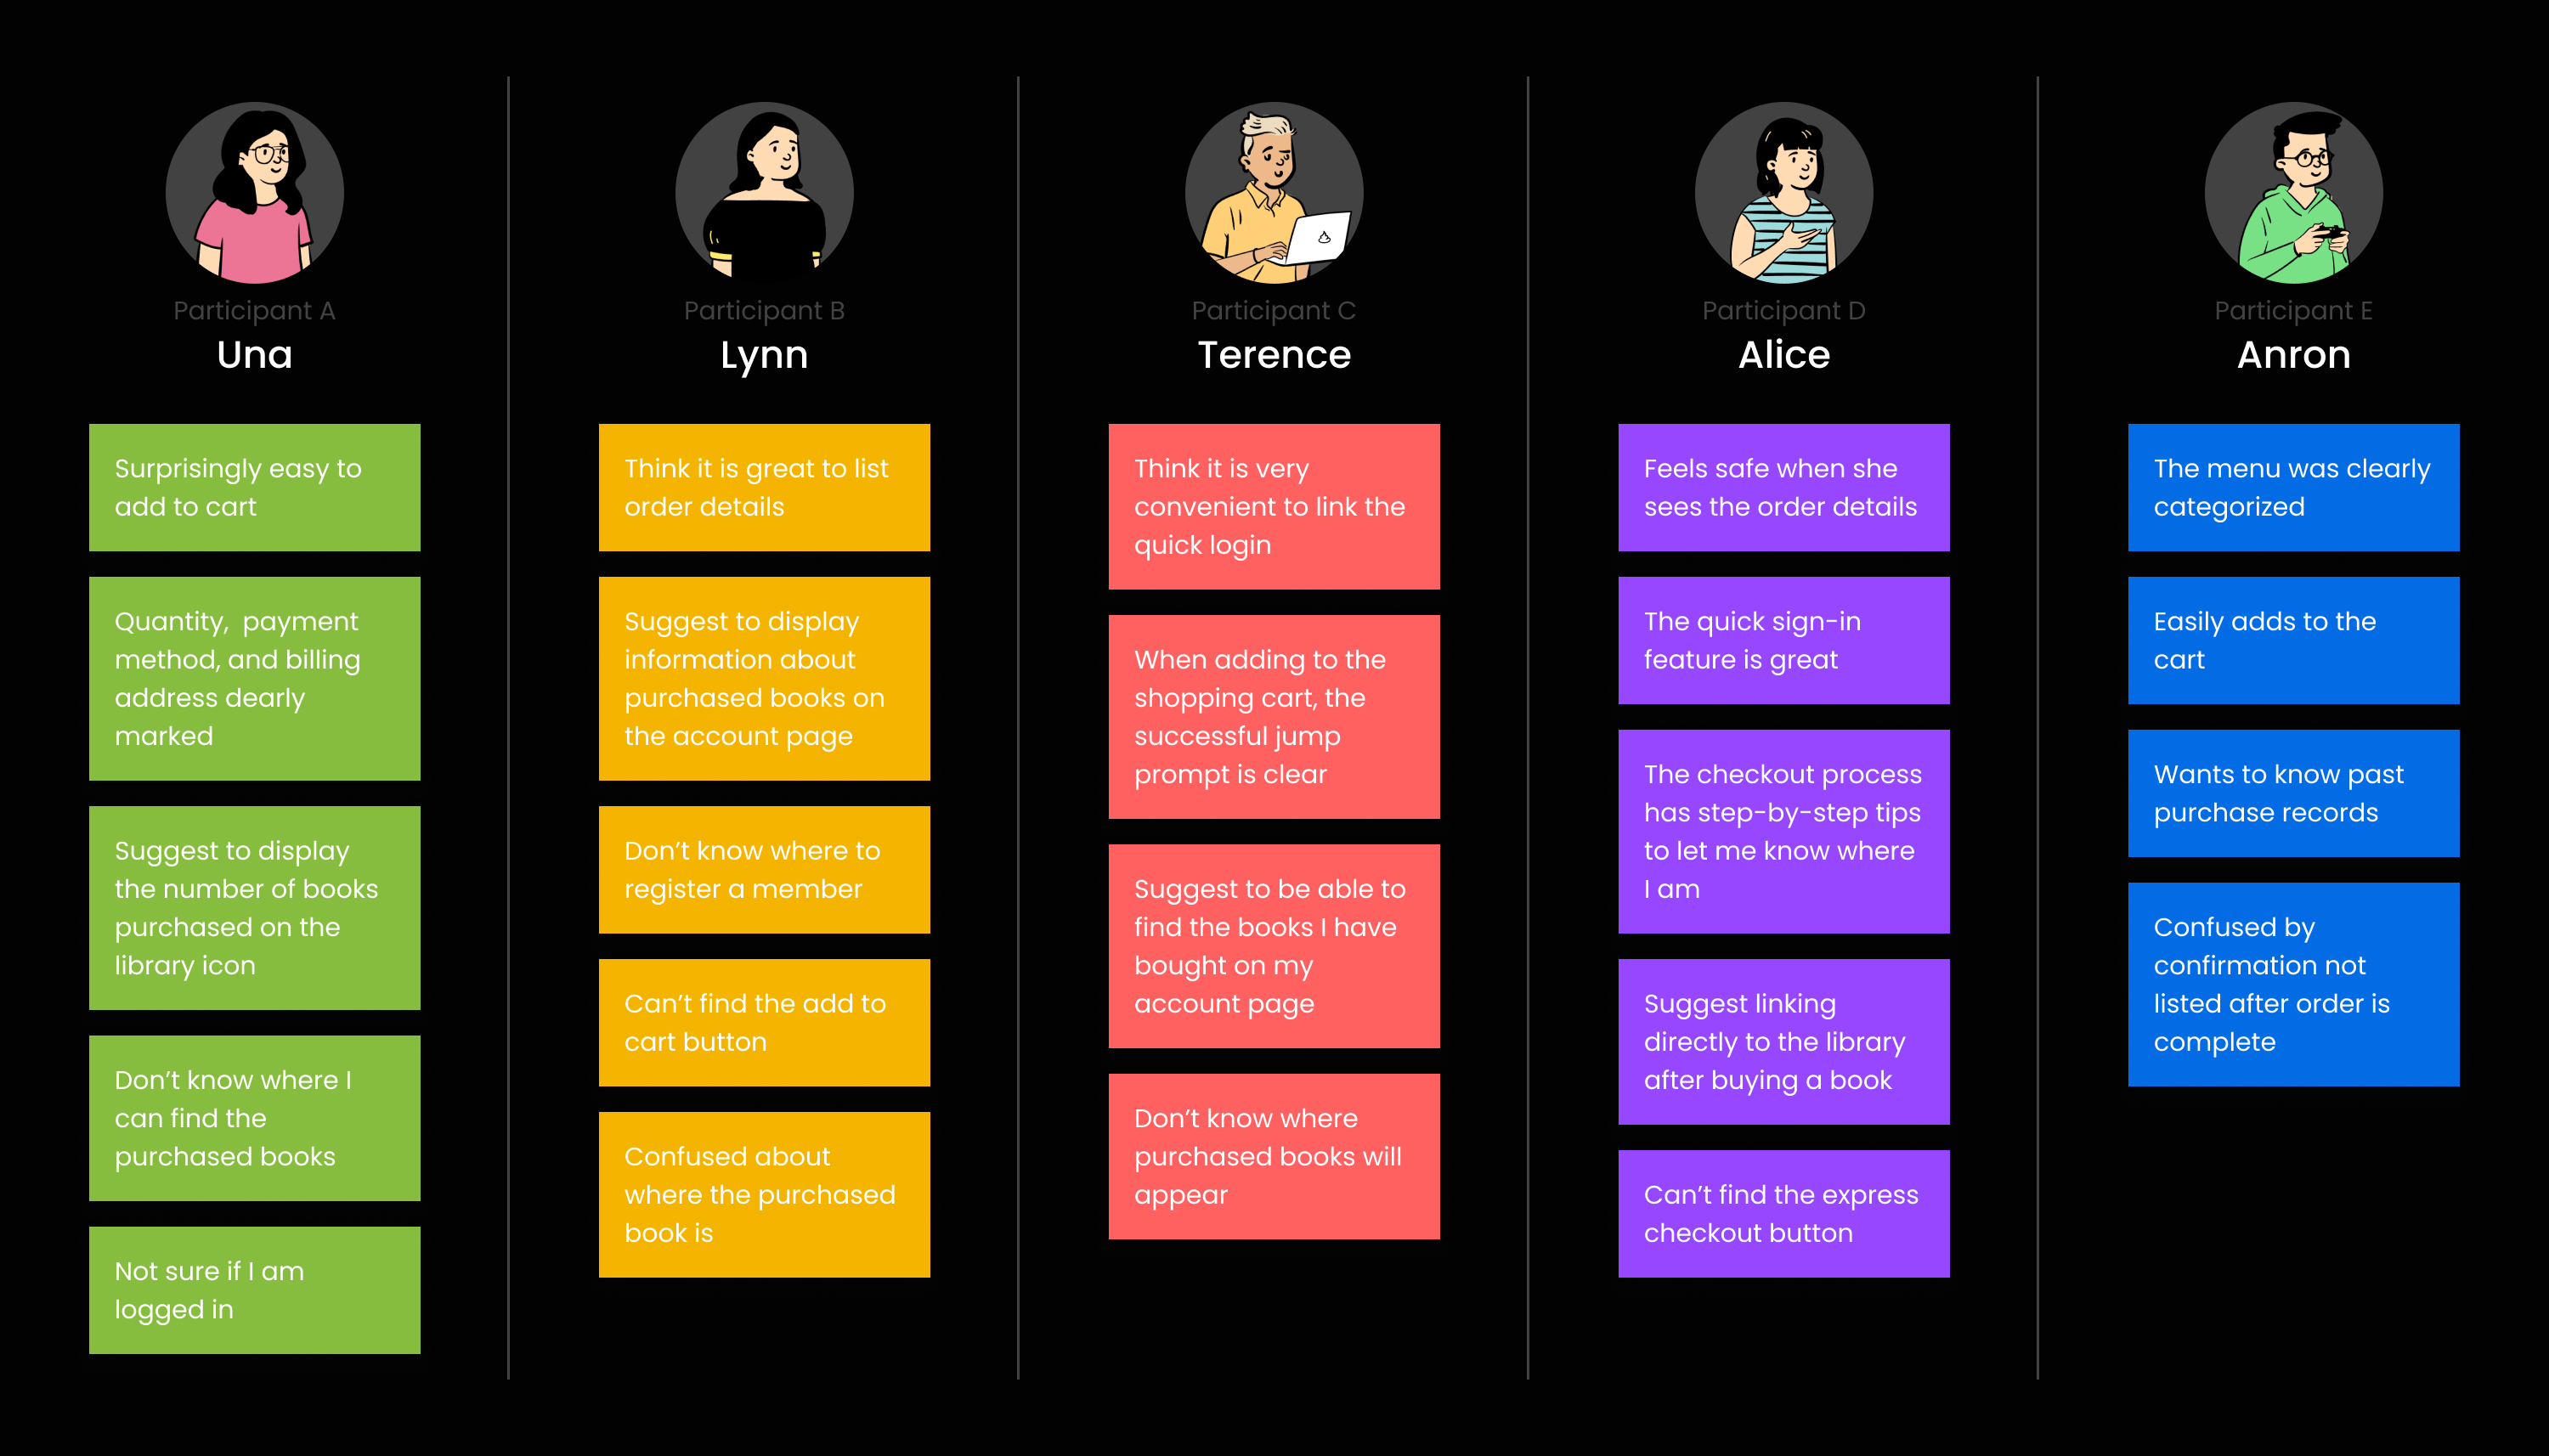 Participant A
Una
Surprisingly easy to
add to cart
Quantity,  payment
method, and billing
address dearly
marked
Suggest to display
the number of books
purchased on the
library icon
Don’t know where I
can find the
purchased books
Not sure if I am
logged in
Participant B
Lynn
Think it is great to list
order details
Suggest to display
information about
purchased books on
the account page
Don’t know where to
register a member
Can’t find the add to
cart button
Confused about
where the purchased
book is
Participant C
Terence
Think it is very
convenient to link the
quick login
When adding to the
shopping cart, the
successful jump
prompt is clear
Suggest to be able to
find the books I have
bought on my
account page
Don’t know where
purchased books will
appear
Participant D
Alice
Feels safe when she
sees the order details
The quick sign-in
feature is great
The checkout process
has step-by-step tips
to let me know where
I am
Suggest linking
directly to the library
after buying a book
Can’t find the express
checkout button
Participant E
Anron
The menu was clearly
categorized
Easily adds to the
cart
Wants to know past
purchase records
Confused by
confirmation not
listed after order is
complete